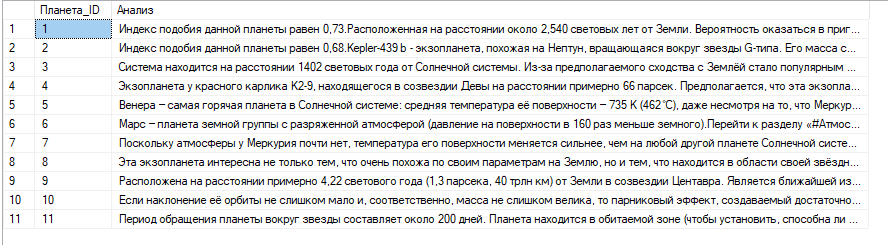 Планета_ID Анализ
1 1 Индекс подобия данной планеты равен 0,73.Расположенная на расстоянии около 2,540 световых лет от Земли. Вероятность оказаться в приг...
2 2 Индекс подобия данной планеты равен 0,68.Kepler-439 b - экзопланета, похожая на Нептун, вращающаяся вокруг звезды G-типа. Его масса с...
3 3 Система находится на расстоянии 1402 световых года от Солнечной системы. Из-за предполагаемого сходства с Землёй стало популярным ...
4 4 Экзопланета у красного карлика K2-9, находящегося в созвездии Девы на расстоянии примерно 66 парсек. Предполагается, что эта экзопла...
5 5 Венера – самая горячая планета в Солнечной системе: средняя температура её поверхности – 735 К (462 °C), даже несмотря на то, что Меркур...
6 6 Марс – планета земной группы с разряженной атмосферой (давление на поверхности в 160 раз меньше земного).Перейти к разделу «#Атмос...
7 7 Поскольку атмосферы у Меркурия почти нет, температура его поверхности меняется сильнее, чем на любой другой планете Солнечной систе...
8 8 Эта экзопланета интересна не только тем, что очень похожа по своим параметрам на Землю, но и тем, что находится в области своей звёздн...
9 9 Расположена на расстоянии примерно 4,22 светового года (1,3 парсека, 40 трлн км) от Земли в созвездии Центавра. Является ближайшей из...
10 10 Если наклонение её орбиты не слишком мало и, соответственно, масса не слишком велика, то парниковый эффект, создаваемый достаточно...
11 11 Период обращения планеты вокруг звезды составляет около 200 дней. Планета находится в обитаемой зоне (чтобы установить, способна ли ...